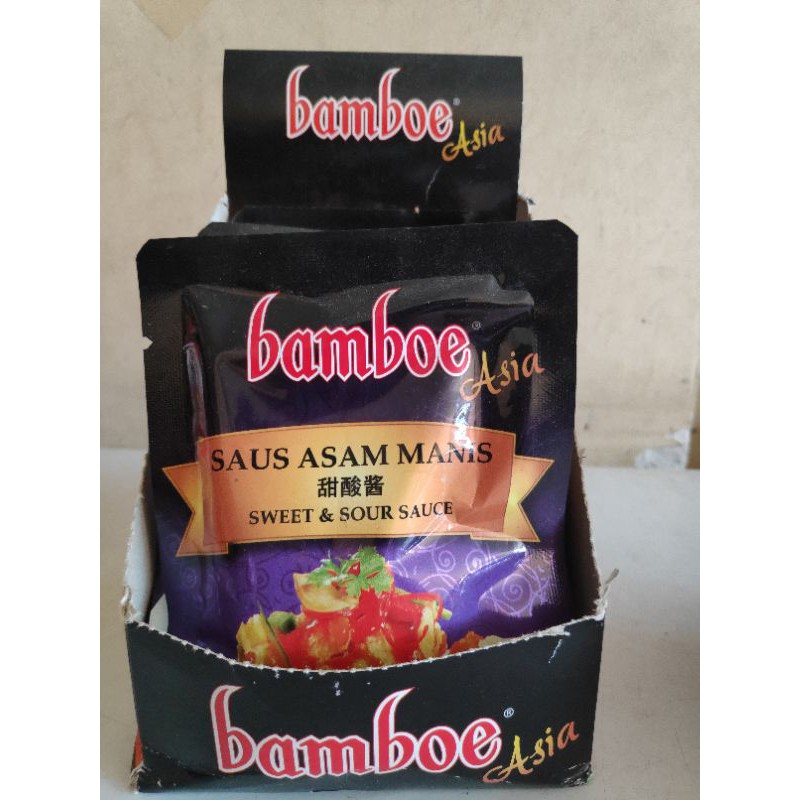 bamboe® Asia
bamboe® Asia
SAUS ASAM MANIS
甜酸酱
SWEET & SOUR SAUCE
bamboe® Asia